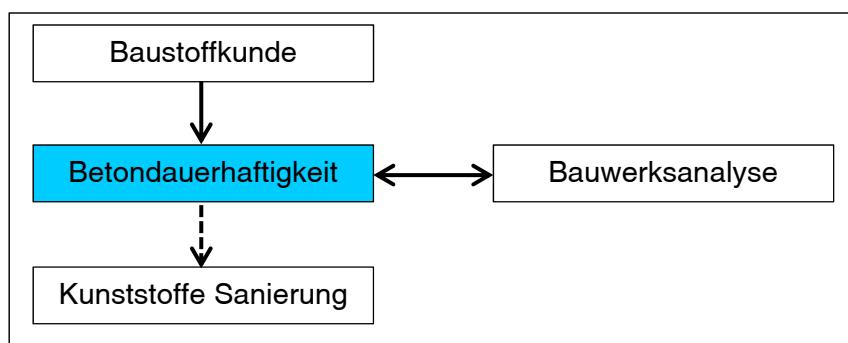 Baustoffkunde
Betondauerhaftigkeit
Bauwerksanalyse
Kunststoffe Sanierung